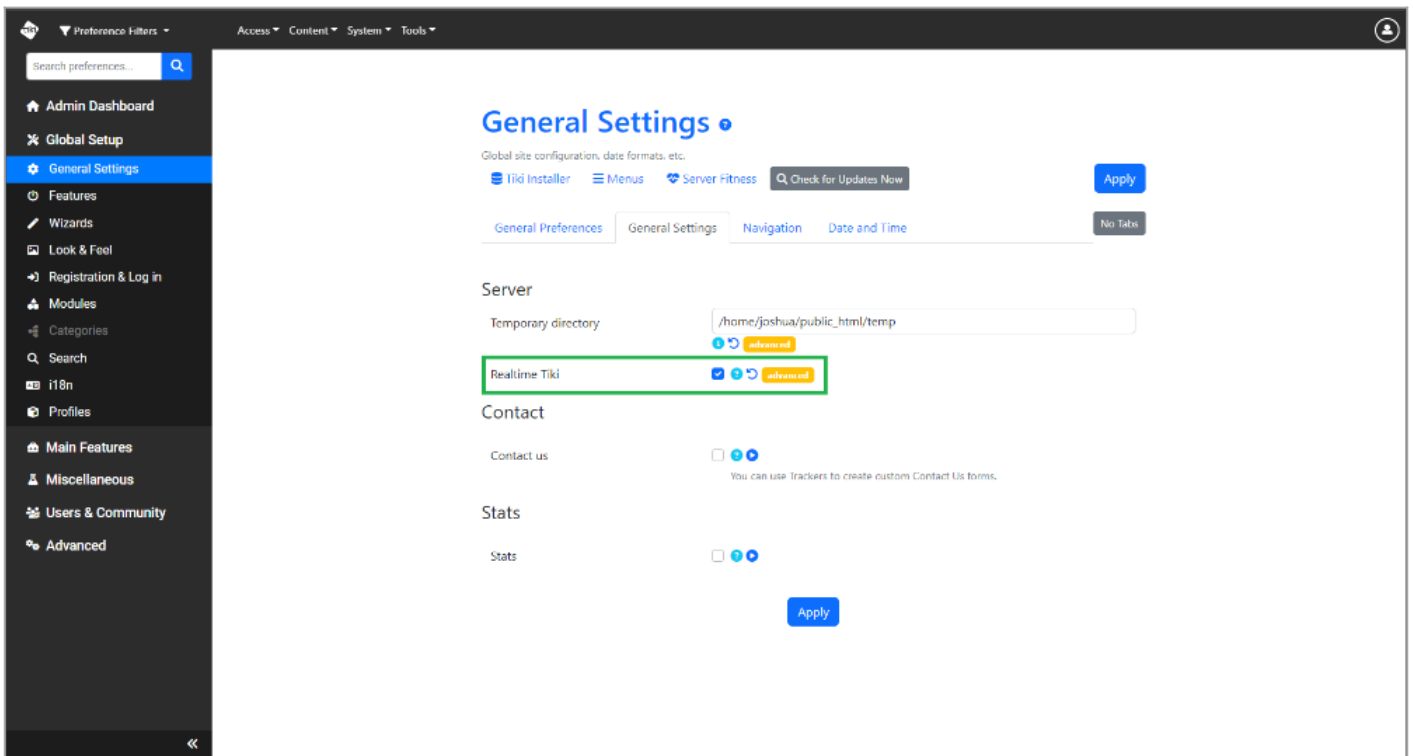 tiki Preference Filters Access Content System Tools
Search preferences...
Admin Dashboard
Global Setup
General Settings
Features
Wizards
Look & Feel
Registration & Log in
Modules
Categories
Search
i18n
Profiles
Main Features
Miscellaneous
Users & Community
Advanced
General Settings
Global site configuration, date formats, etc.
Tiki Installer Menus Server Fitness Check for Updates Now Apply
General Preferences General Settings Navigation Date and Time No Tabs
Server
Temporary directory /home/joshua/public_html/temp
advanced
Realtime Tiki advanced
Contact
Contact us
You can use Trackers to create custom Contact Us forms.
Stats
Stats
Apply